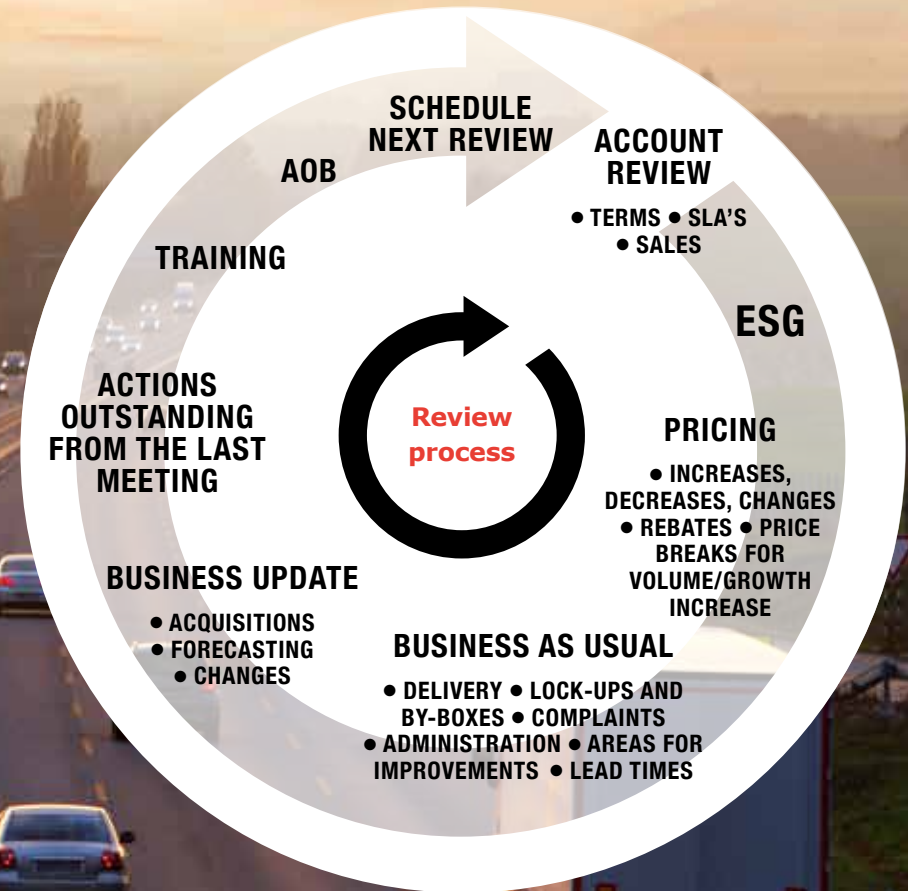 SCHEDULE
NEXT REVIEW
ACCOUNT
REVIEW
• TERMS • SLA'S
• SALES
ESG
PRICING
• INCREASES,
DECREASES, CHANGES
• REBATES • PRICE
BREAKS FOR
VOLUME/GROWTH
INCREASE
BUSINESS AS USUAL
• DELIVERY • LOCK-UPS AND
BY-BOXES • COMPLAINTS
• ADMINISTRATION • AREAS FOR
IMPROVEMENTS • LEAD TIMES
BUSINESS UPDATE
• ACQUISITIONS
• FORECASTING
• CHANGES
ACTIONS
OUTSTANDING
FROM THE LAST
MEETING
TRAINING
AOB
Review
process